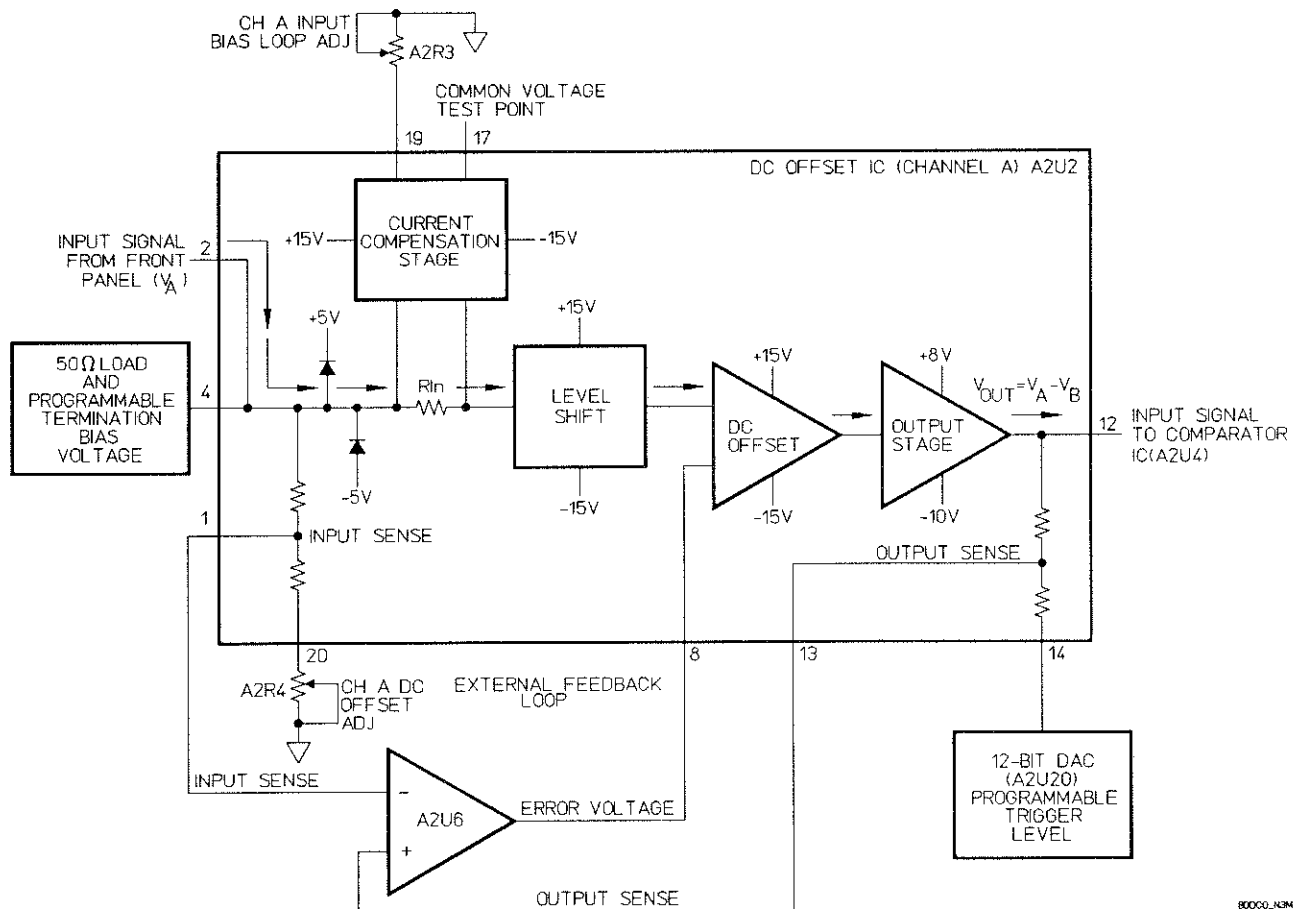 CH A INPUT
BIAS LOOP ADJ
A2R3
COMMON VOLTAGE
TEST POINT
19
17
DC OFFSET IC (CHANNEL A) A2U2
INPUT SIGNAL
FROM FRONT
PANEL (VA)
2
+15V
CURRENT
COMPENSATION
STAGE
-15V
+5V
+15V
50Ω LOAD
AND
PROGRAMMABLE
TERMINATION
BIAS
VOLTAGE
4
RIn
LEVEL
SHIFT
+15V
DC
OFFSET
+8V
OUTPUT
STAGE
VOUT=VA-VB
12
INPUT SIGNAL
TO COMPARATOR
IC(A2U4)
-5V
-15V
-15V
-10V
1
INPUT SENSE
OUTPUT SENSE
20
8
13
14
A2R4
CH A DC
OFFSET
ADJ
EXTERNAL FEEDBACK
LOOP
INPUT SENSE
-
A2U6
+
ERROR VOLTAGE
12-BIT DAC
(A2U20)
PROGRAMMABLE
TRIGGER
LEVEL
OUTPUT SENSE